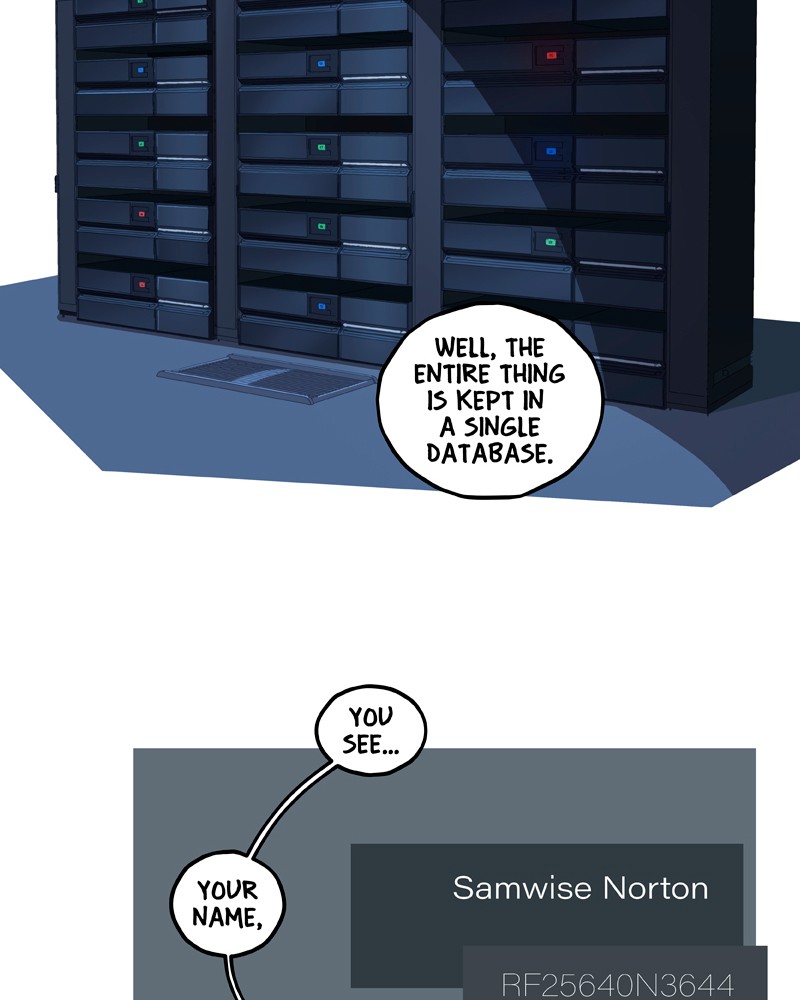 WELL, THE
ENTIRE THING
IS KEPT IN
A SINGLE
DATABASE.
YOU
SEE...
YOUR
NAME,
Samwise Norton
RF25640N3644